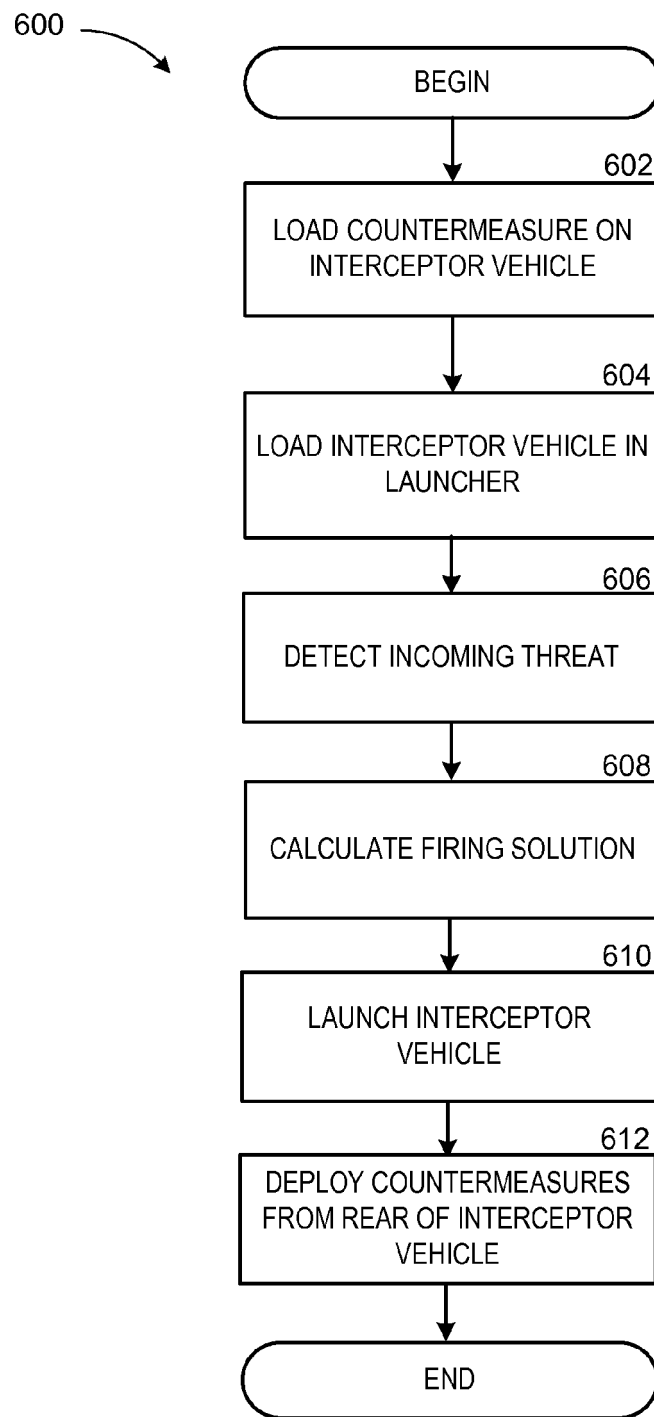 600
BEGIN
602
LOAD COUNTERMEASURE ON
INTERCEPTOR VEHICLE
604
LOAD INTERCEPTOR VEHICLE IN
LAUNCHER
606
DETECT INCOMING THREAT
608
CALCULATE FIRING SOLUTION
610
LAUNCH INTERCEPTOR
VEHICLE
612
DEPLOY COUNTERMEASURES
FROM REAR OF INTERCEPTOR
VEHICLE
END